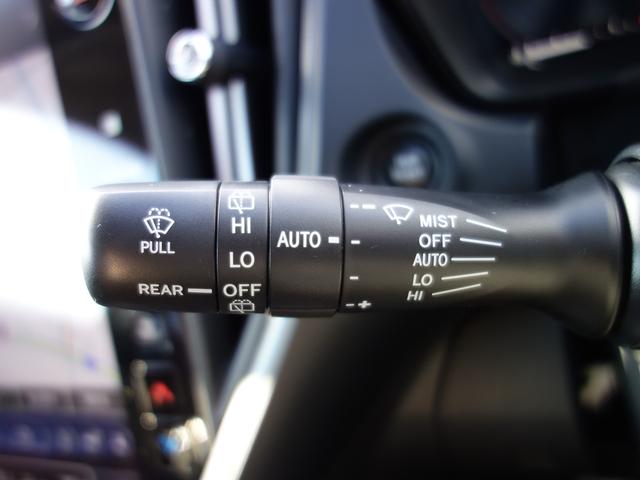 PULL
REAR
HI
LO
OFF
AUTO
- +
MIST
OFF
AUTO
LO
HI